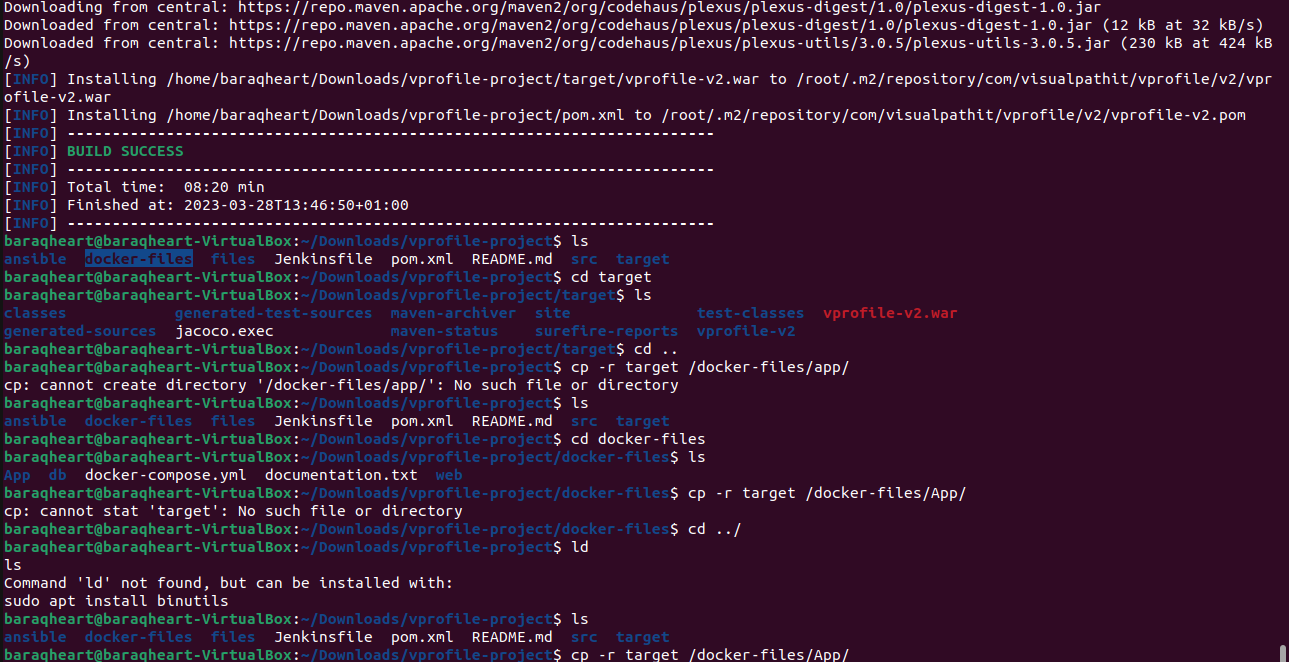 Downloading from central: https://repo.maven.apache.org/maven2/org/codehaus/plexus/plexus-digest/1.0/plexus-digest-1.0.jar
Downloaded from central: https://repo.maven.apache.org/maven2/org/codehaus/plexus/plexus-digest/1.0/plexus-digest-1.0.jar (12 kB at 32 kB/s)
Downloaded from central: https://repo.maven.apache.org/maven2/org/codehaus/plexus/plexus-utils/3.0.5/plexus-utils-3.0.5.jar (230 kB at 424 kB
/s)
[INFO] Installing /home/baraqheart/Downloads/vprofile-project/target/vprofile-v2.war to /root/.m2/repository/com/visualpathit/vprofile/v2/vpr
ofile-v2.war
[INFO] Installing /home/baraqheart/Downloads/vprofile-project/pom.xml to /root/.m2/repository/com/visualpathit/vprofile/v2/vprofile-v2.pom
[INFO] ------------------------------------------------------------------------
[INFO] BUILD SUCCESS
[INFO] ------------------------------------------------------------------------
[INFO] Total time:  08:20 min
[INFO] Finished at: 2023-03-28T13:46:50+01:00
[INFO] ------------------------------------------------------------------------
baraqheart@baraqheart-VirtualBox:~/Downloads/vprofile-project$ ls
ansible  docker-files  files  Jenkinsfile  pom.xml  README.md  src  target
baraqheart@baraqheart-VirtualBox:~/Downloads/vprofile-project$ cd target
baraqheart@baraqheart-VirtualBox:~/Downloads/vprofile-project/target$ ls
classes            generated-test-sources  maven-archiver  site              test-classes  vprofile-v2.war
generated-sources  jacoco.exec             maven-status    surefire-reports  vprofile-v2
baraqheart@baraqheart-VirtualBox:~/Downloads/vprofile-project/target$ cd ..
baraqheart@baraqheart-VirtualBox:~/Downloads/vprofile-project$ cp -r target /docker-files/app/
cp: cannot create directory '/docker-files/app/': No such file or directory
baraqheart@baraqheart-VirtualBox:~/Downloads/vprofile-project$ ls
ansible  docker-files  files  Jenkinsfile  pom.xml  README.md  src  target
baraqheart@baraqheart-VirtualBox:~/Downloads/vprofile-project$ cd docker-files
baraqheart@baraqheart-VirtualBox:~/Downloads/vprofile-project/docker-files$ ls
App  db  docker-compose.yml  documentation.txt  web
baraqheart@baraqheart-VirtualBox:~/Downloads/vprofile-project/docker-files$ cp -r target /docker-files/App/
cp: cannot stat 'target': No such file or directory
baraqheart@baraqheart-VirtualBox:~/Downloads/vprofile-project/docker-files$ cd ../
baraqheart@baraqheart-VirtualBox:~/Downloads/vprofile-project$ ld
ls
Command 'ld' not found, but can be installed with:
sudo apt install binutils
baraqheart@baraqheart-VirtualBox:~/Downloads/vprofile-project$ ls
ansible  docker-files  files  Jenkinsfile  pom.xml  README.md  src  target
baraqheart@baraqheart-VirtualBox:~/Downloads/vprofile-project$ cp -r target /docker-files/App/